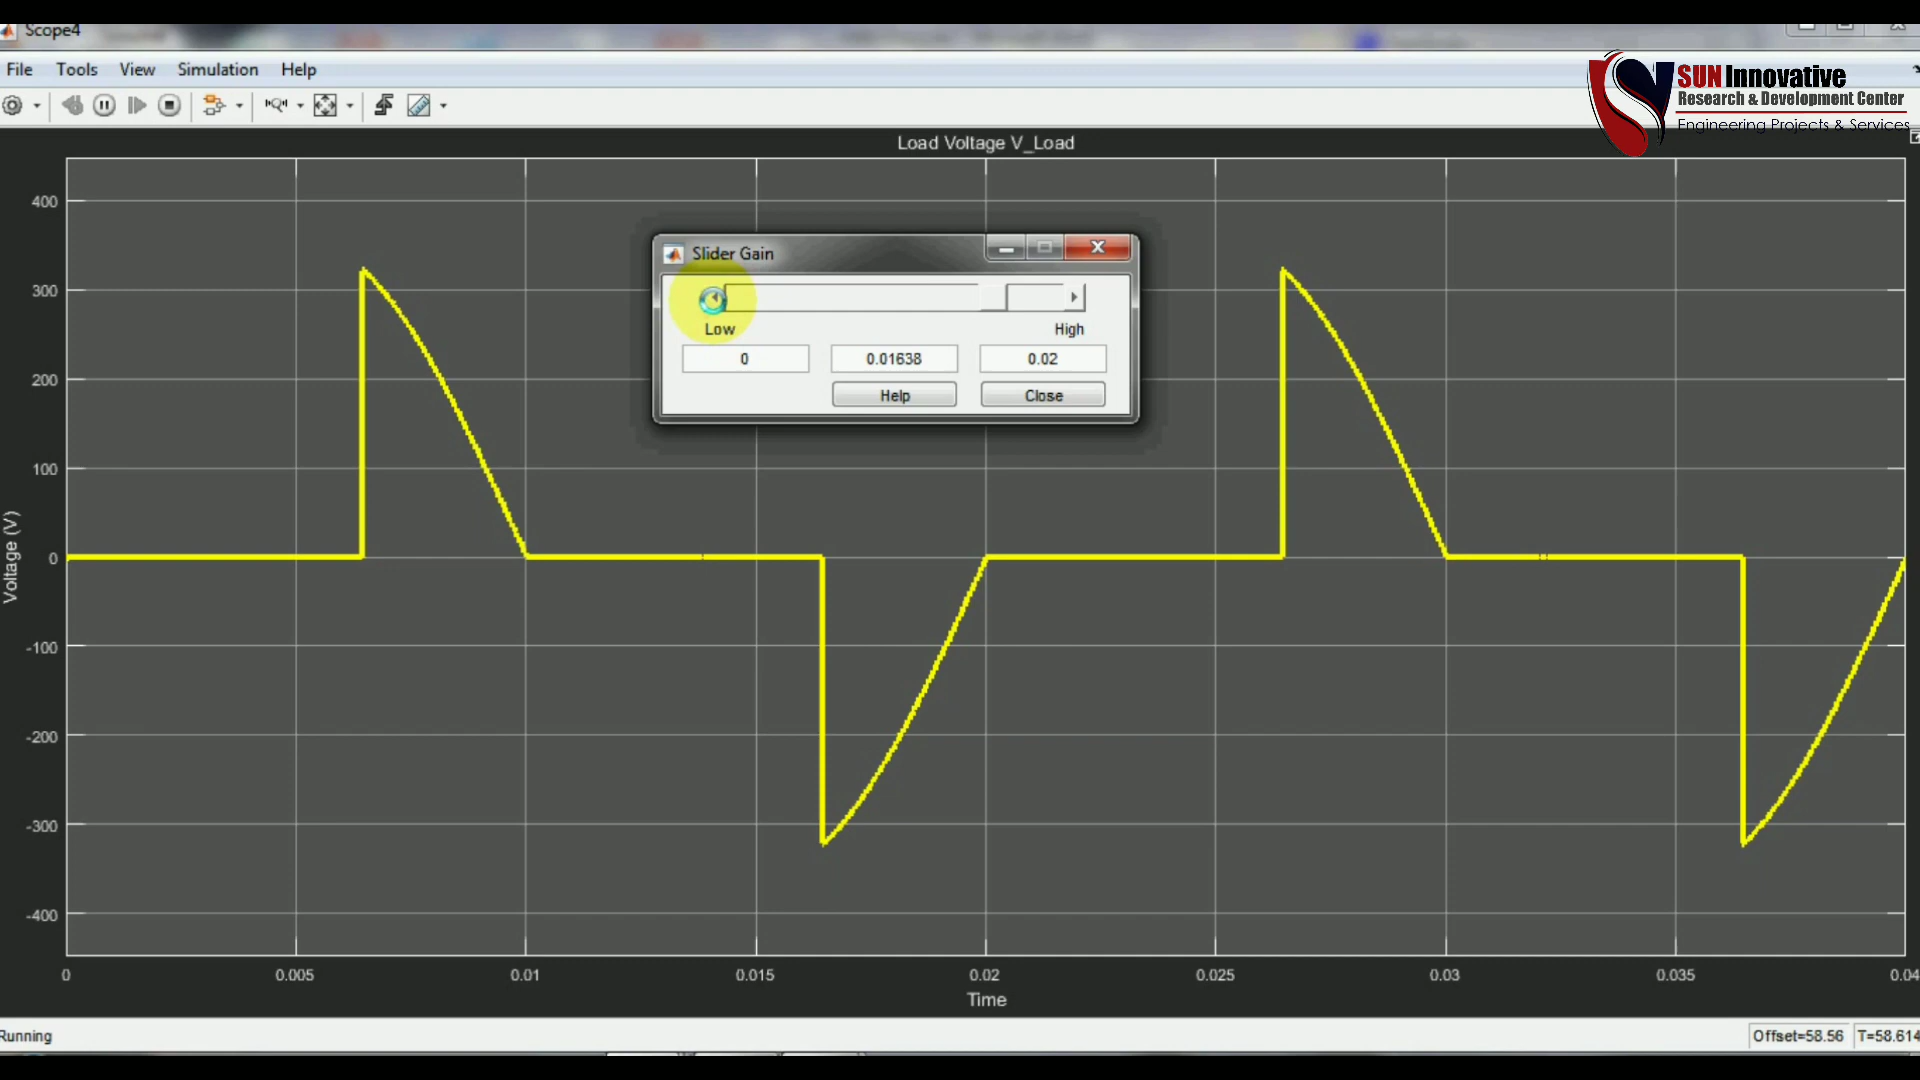 Scope4
File Tools View Simulation Help
SUN Innovative
Research & Development Center
Engineering Projects & Services
Load Voltage V_Load
Slider Gain
Low High
0 0.01638 0.02
Help Close
400
300
200
100
0
-100
-200
-300
-400
Voltage (V)
0 0.005 0.01 0.015 0.02 0.025 0.03 0.035 0.04
Time
Running Offset=58.56 T=58.614